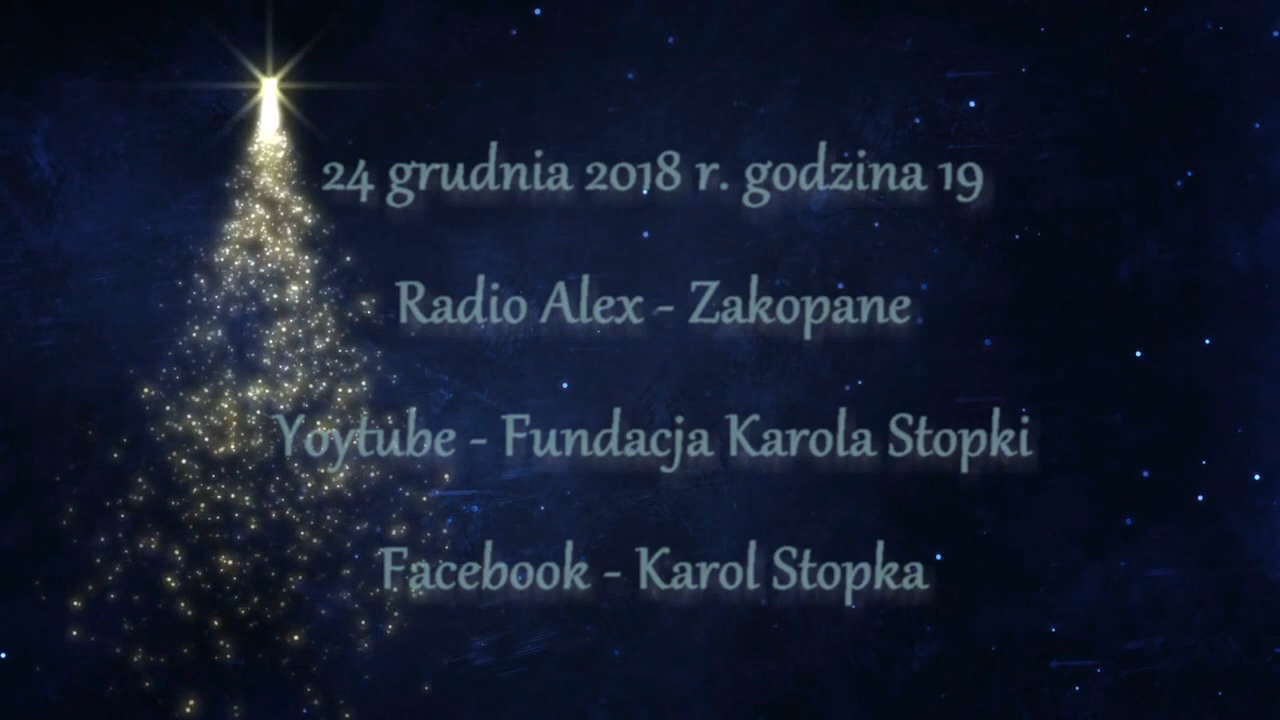 24 grudnia 2018 r. godzina 19
Radio Alex - Zakopane
Yoytube - Fundacja Karola Stopki
Facebook - Karol Stopka